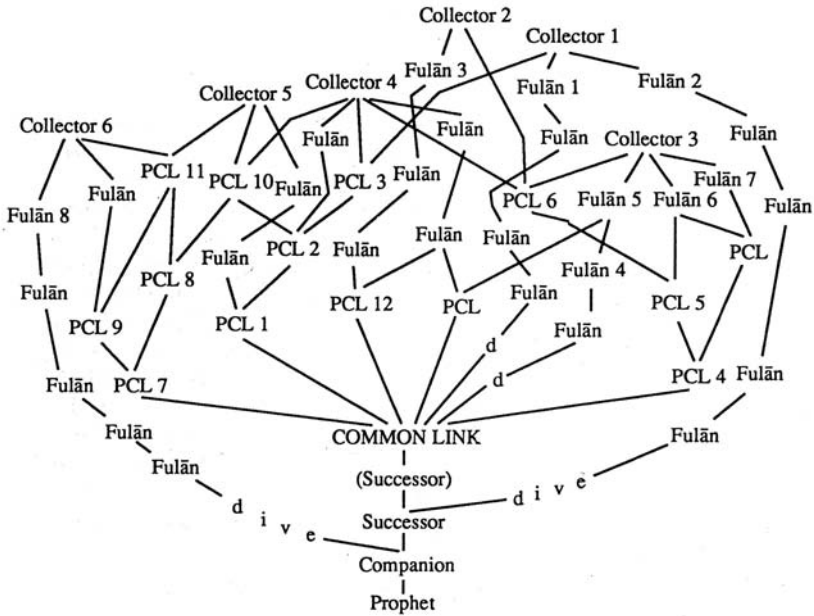 Collector 2
Collector 1
Fulān 3
Collector 4
Fulān 1
Fulān 2
Collector 5
Collector 6
Fulān
Fulān
Fulān
Collector 3
Fulān
PCL 11
PCL 10
Fulān
PCL 3
Fulān
Fulān 7
Fulān
PCL 6
Fulān 5
Fulān 6
Fulān
Fulān 8
Fulān
PCL 2
Fulān
Fulān
Fulān
PCL
Fulān
PCL 8
Fulān 4
Fulān
PCL 9
PCL 1
PCL 12
PCL
Fulān
Fulān
PCL 5
d
Fulān
PCL 7
d
PCL 4
Fulān
Fulān
COMMON LINK
Fulān
Fulān
(Successor)
d i v e
d i v e
Successor
Companion
Prophet